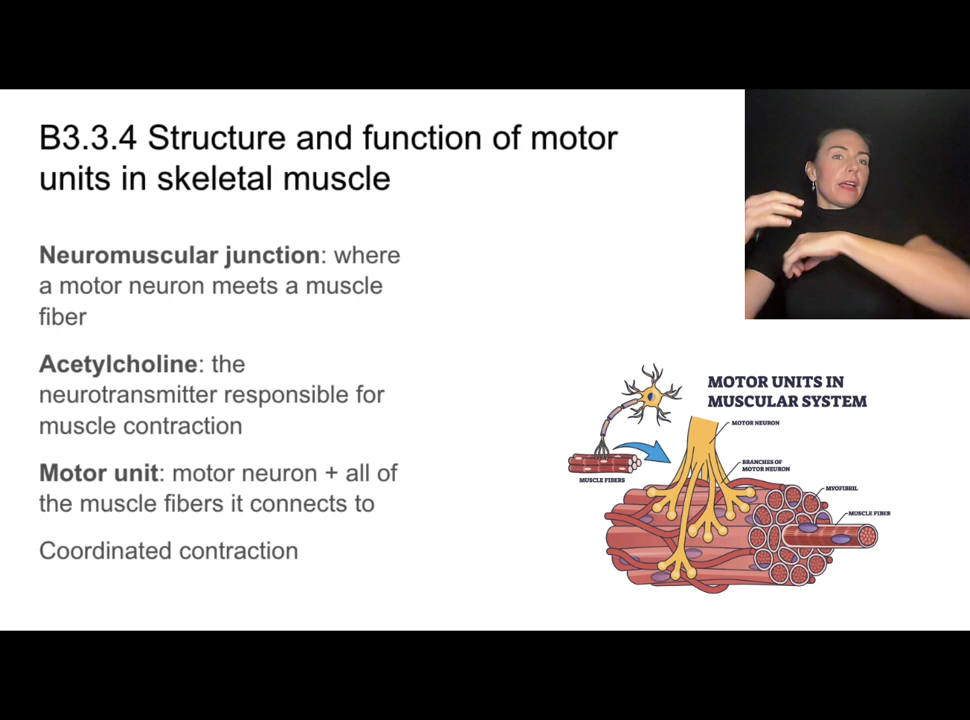 B3.3.4 Structure and function of motor
units in skeletal muscle
Neuromuscular junction: where
a motor neuron meets a muscle
fiber
Acetylcholine: the
neurotransmitter responsible for
muscle contraction
Motor unit: motor neuron + all of
the muscle fibers it connects to
Coordinated contraction
MOTOR UNITS IN
MUSCULAR SYSTEM
MOTOR NEURON
BRANCHES OF
MOTOR NEURON
MUSCLE FIBERS
MYOFIBRIL
MUSCLE FIBER